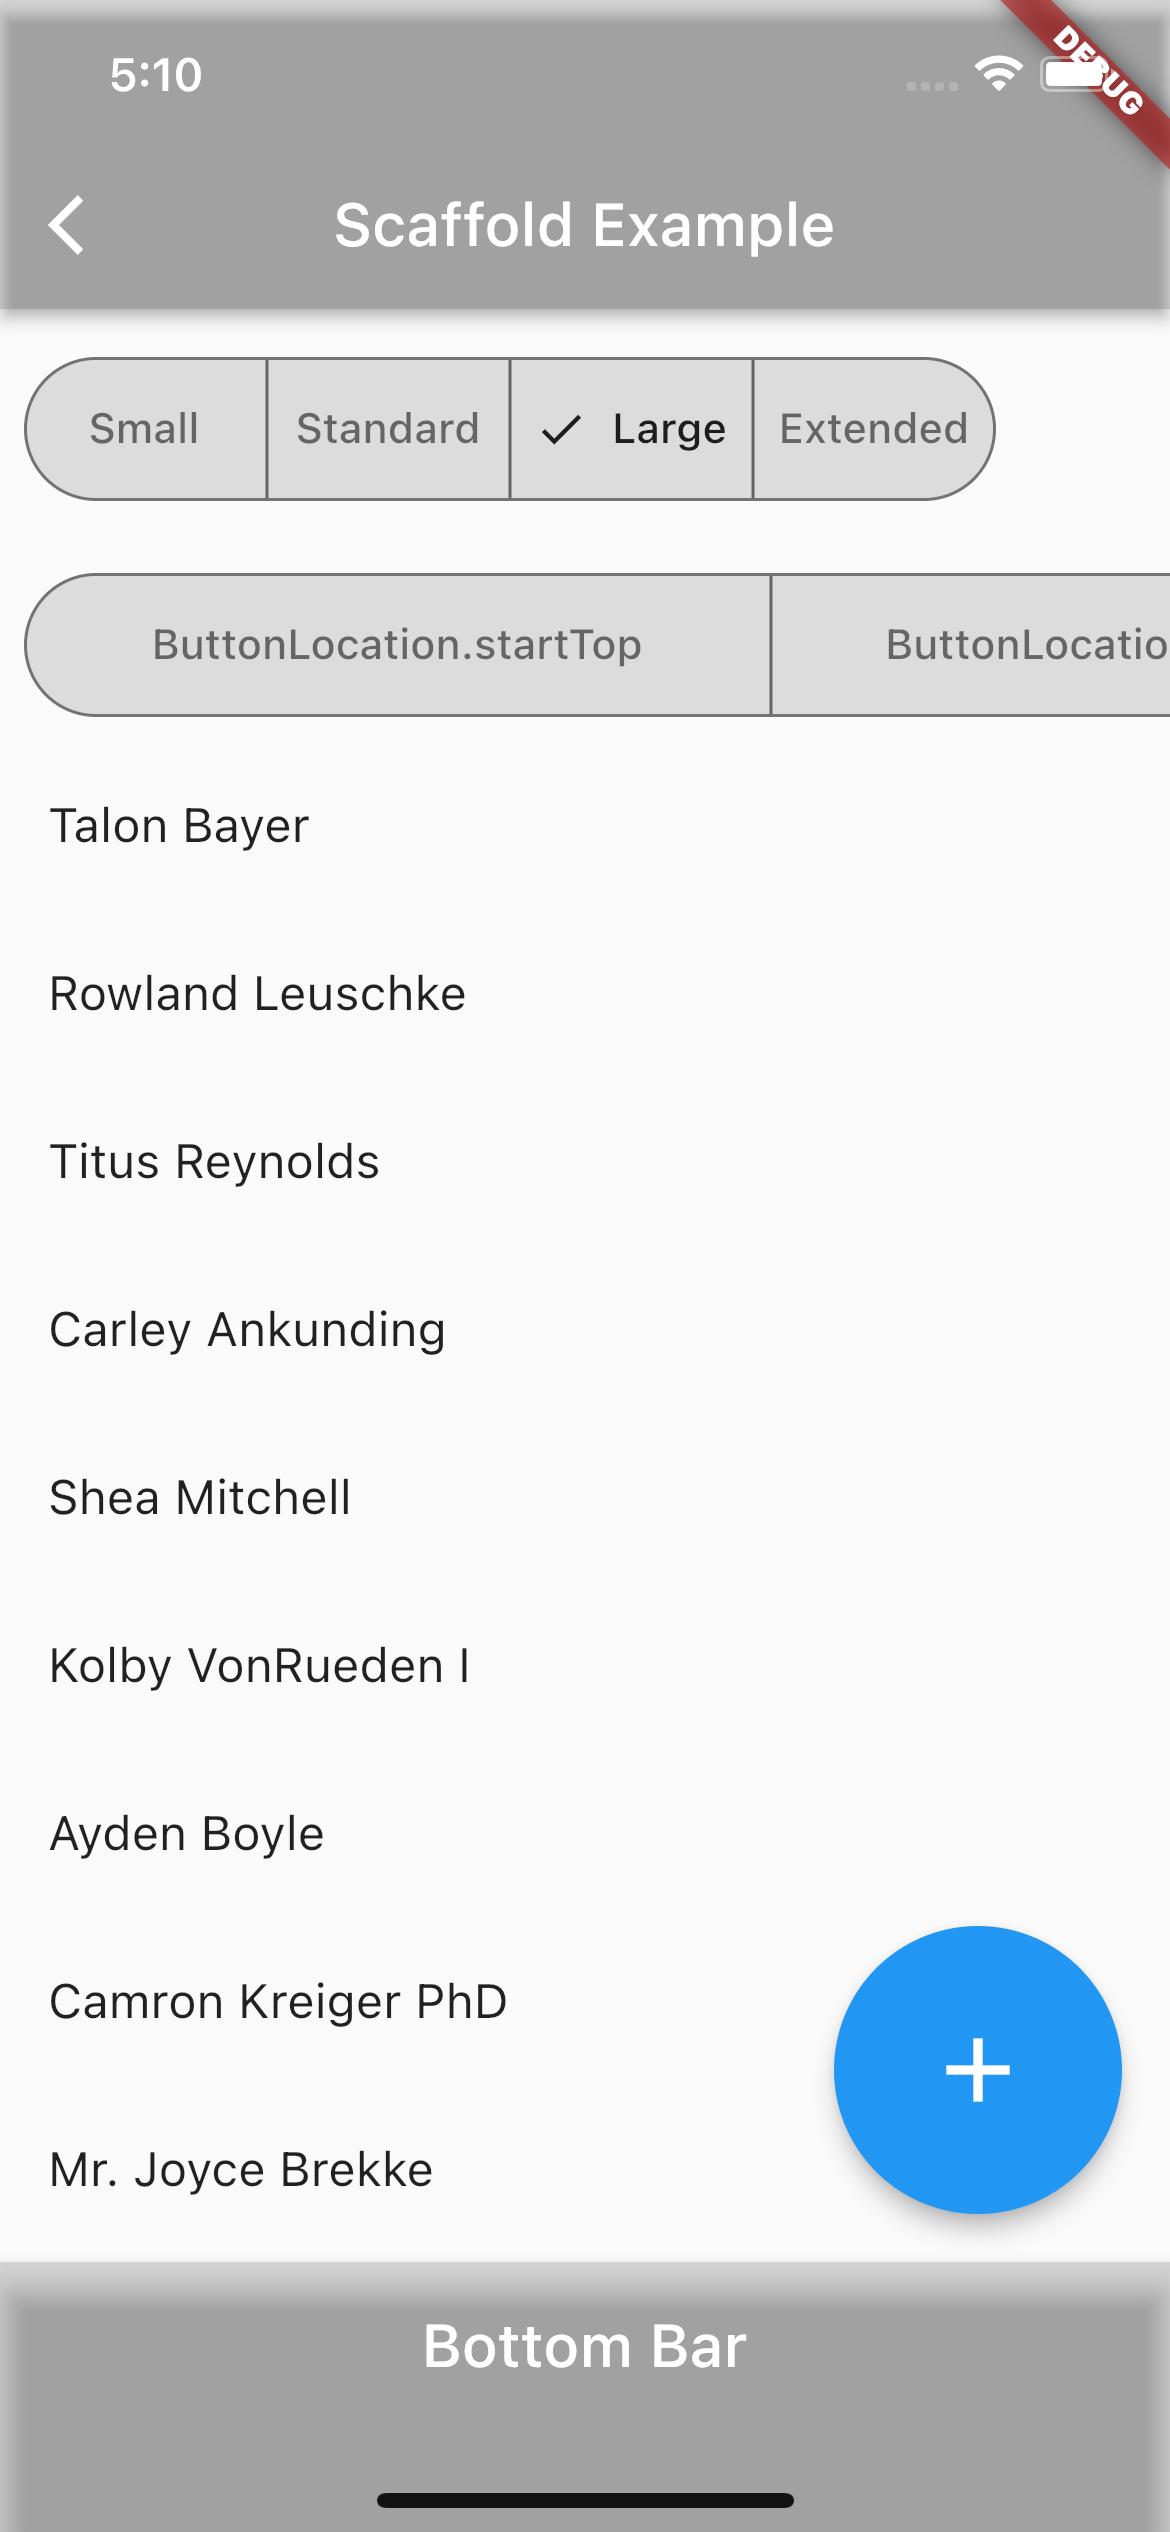 5:10
DEBUG
Scaffold Example
Small Standard Large Extended
ButtonLocation.startTop ButtonLocatio
Talon Bayer
Rowland Leuschke
Titus Reynolds
Carley Ankunding
Shea Mitchell
Kolby VonRueden I
Ayden Boyle
Camron Kreiger PhD
Mr. Joyce Brekke
Bottom Bar